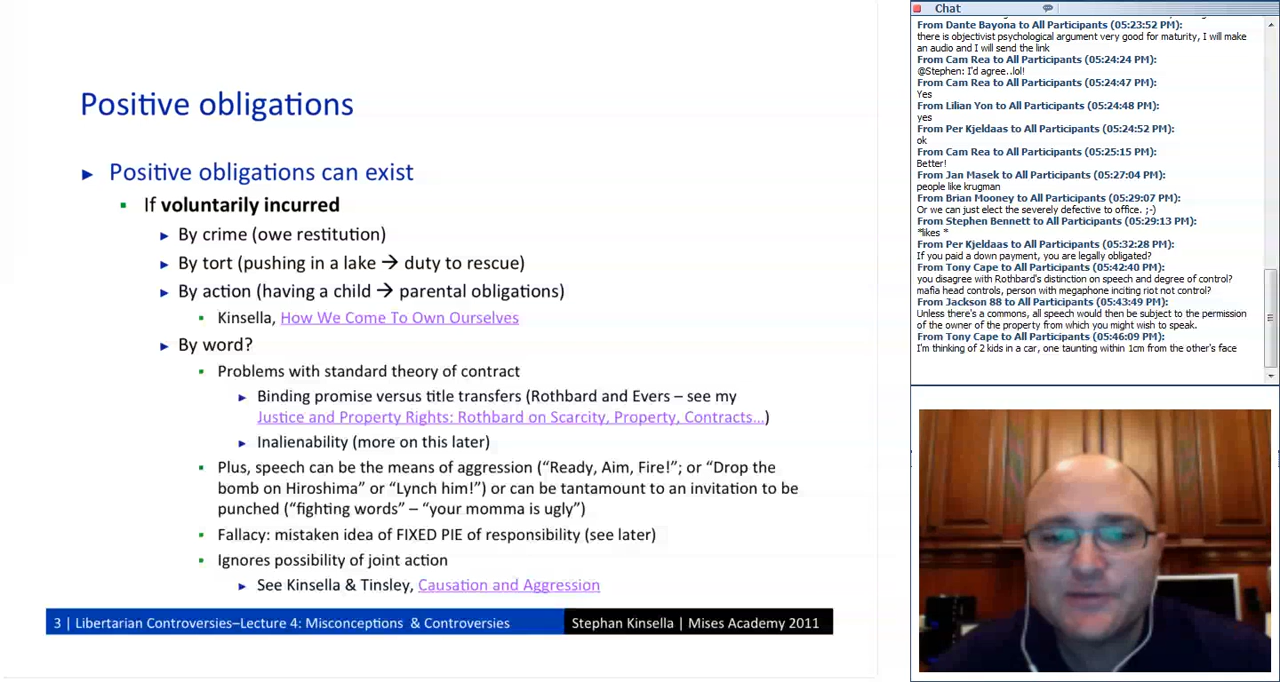 Positive obligations
► Positive obligations can exist
▪ If voluntarily incurred
► By crime (owe restitution)
► By tort (pushing in a lake → duty to rescue)
► By action (having a child → parental obligations)
▪ Kinsella, How We Come To Own Ourselves
► By word?
▪ Problems with standard theory of contract
► Binding promise versus title transfers (Rothbard and Evers – see my
Justice and Property Rights: Rothbard on Scarcity, Property, Contracts…)
► Inalienability (more on this later)
▪ Plus, speech can be the means of aggression (“Ready, Aim, Fire!”; or “Drop the
bomb on Hiroshima” or “Lynch him!”) or can be tantamount to an invitation to be
punched (“fighting words” – “your momma is ugly”)
▪ Fallacy: mistaken idea of FIXED PIE of responsibility (see later)
▪ Ignores possibility of joint action
► See Kinsella & Tinsley, Causation and Aggression
3 | Libertarian Controversies–Lecture 4: Misconceptions & Controversies
Stephan Kinsella | Mises Academy 2011
Chat
From Dante Bayona to All Participants (05:23:52 PM):
there is objectivist psychological argument very good for maturity, I will make
an audio and I will send the link
From Cam Rea to All Participants (05:24:24 PM):
@Stephen: I'd agree..lol!
From Cam Rea to All Participants (05:24:47 PM):
Yes
From Lilian Yon to All Participants (05:24:48 PM):
yes
From Per Kjeldaas to All Participants (05:24:52 PM):
ok
From Cam Rea to All Participants (05:25:15 PM):
Better!
From Jan Masek to All Participants (05:27:04 PM):
people like krugman
From Brian Mooney to All Participants (05:29:07 PM):
Or we can just elect the severely defective to office. ;-)
From Stephen Bennett to All Participants (05:29:13 PM):
*likes *
From Per Kjeldaas to All Participants (05:32:28 PM):
If you paid a down payment, you are legally obligated?
From Tony Cape to All Participants (05:42:40 PM):
you disagree with Rothbard's distinction on speech and degree of control?
mafia head controls, person with megaphone inciting riot not control?
From Jackson 88 to All Participants (05:43:49 PM):
Unless there's a commons, all speech would then be subject to the permission
of the owner of the property from which you might wish to speak.
From Tony Cape to All Participants (05:46:09 PM):
I'm thinking of 2 kids in a car, one taunting within 1cm from the other's face